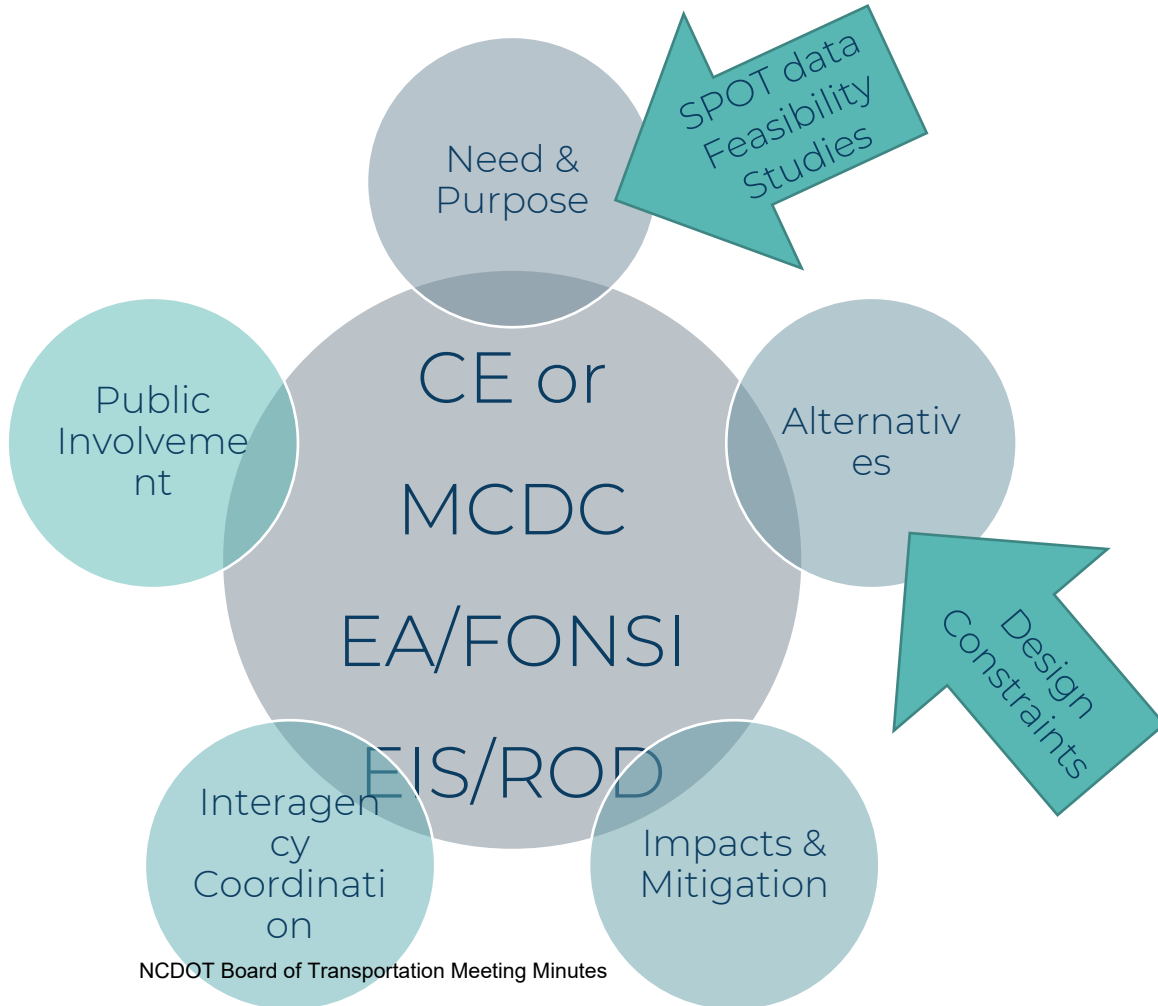 SPOT data
Feasibility
Studies
Need &
Purpose
Public
Involveme
nt
CE or
MCDC
EA/FONSI
EIS/ROD
Alternativ
es
Design
Constraints
Interagen
cy
Coordinati
on
Impacts &
Mitigation
NCDOT Board of Transportation Meeting Minutes